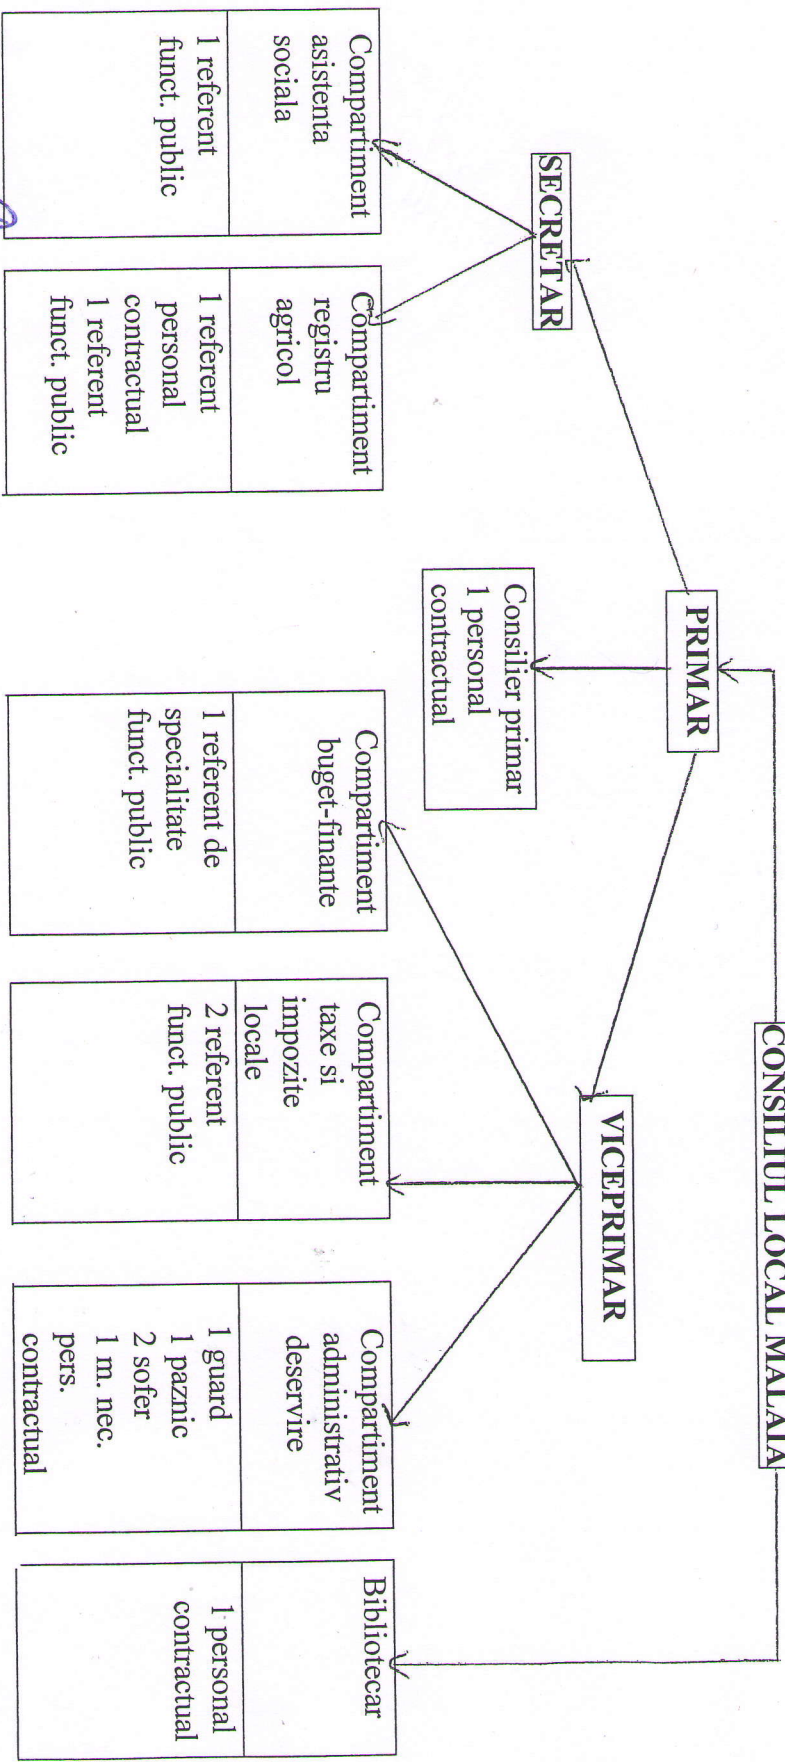 CONSILIUL LOCAL MALAIA
PRIMAR
VICEPRIMAR
SECRETAR
Consilier primar
1 personal
contractual
Compartiment
asistenta
sociala
1 referent
funct. public
Compartiment
registru
agricol
1 referent
personal
contractual
1 referent
funct. public
Compartiment
buget-finante
1 referent de
specialitate
funct. public
Compartiment
taxe si
impozite
locale
2 referent
funct. public
Compartiment
administrativ
deservire
1 guard
1 paznic
2 sofer
1 m. nec.
pers.
contractual
Bibliotecar
1 personal
contractual